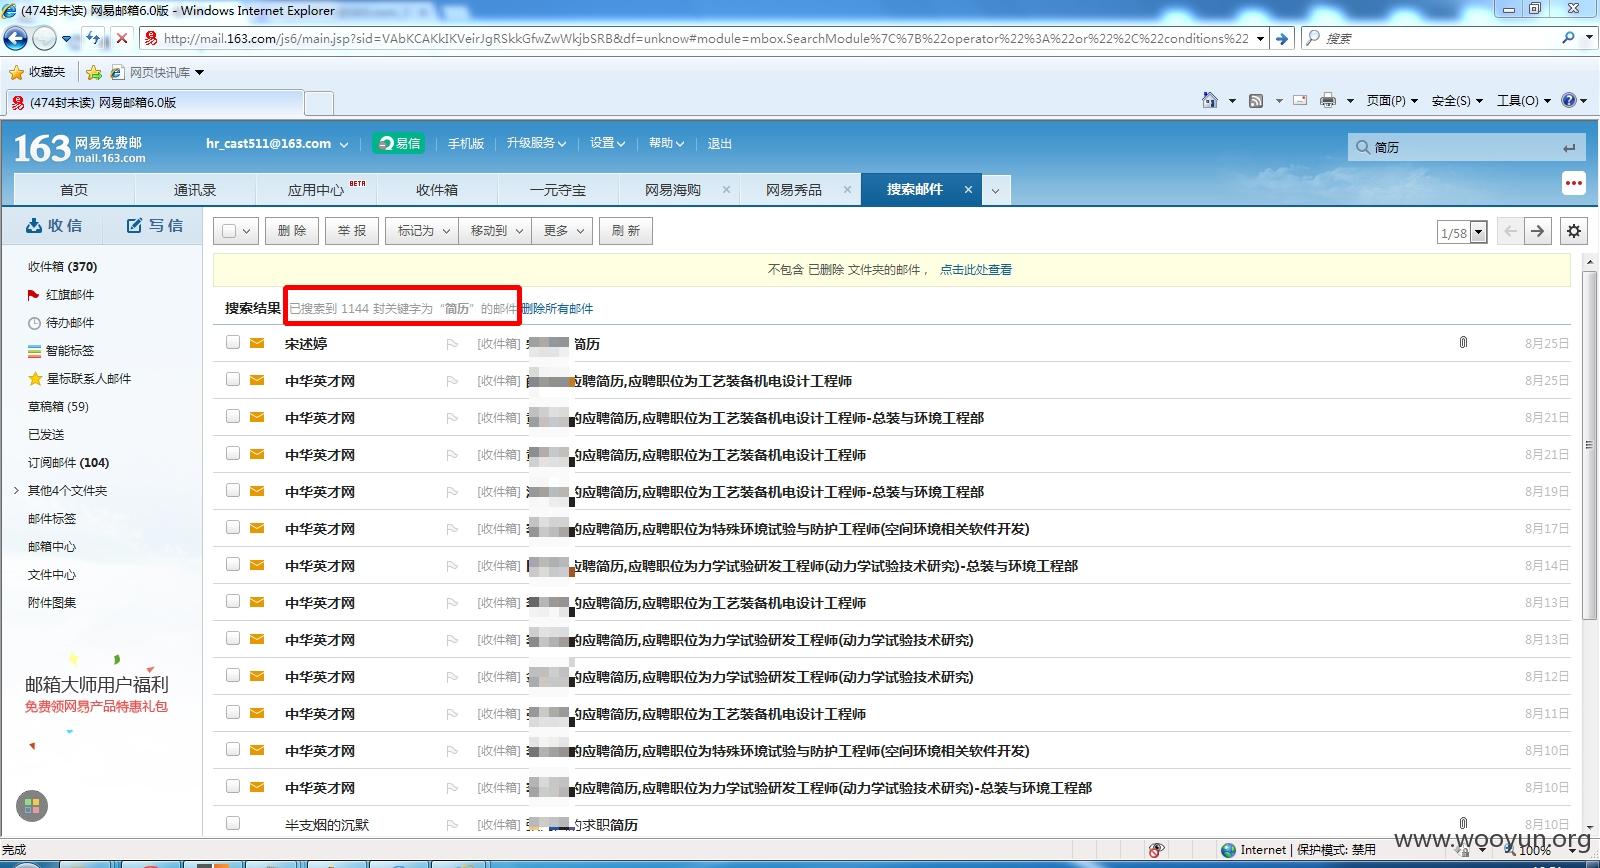 (474封未读) 网易邮箱6.0版 - Windows Internet Explorer
http://mail.163.com/js6/main.jsp?sid=VAbKCAKkIKVeirJgRSkkGfwZwWkjbSRB&df=unknow#module=mbox.SearchModule%7C%7B%22operator%22%3A%22or%22%2C%22conditions%22
搜索
收藏夹 网页快讯库
(474封未读) 网易邮箱6.0版
页面(P) 安全(S) 工具(O)
163 网易免费邮
mail.163.com
hr_cast511@163.com 易信 手机版 升级服务 设置 帮助 退出
简历
首页 通讯录 应用中心 BETA 收件箱 一元夺宝 网易海购 × 网易秀品 × 搜索邮件 ×
收信 写信
删 除 举 报 标记为 移动到 更多 刷 新
1/58
收件箱 (370)
红旗邮件
待办邮件
智能标签
星标联系人邮件
草稿箱 (59)
已发送
订阅邮件 (104)
其他4个文件夹
邮件标签
邮箱中心
文件中心
附件图集
邮箱大师用户福利
免费领网易产品特惠礼包
不包含 已删除 文件夹的邮件， 点击此处查看
搜索结果 已搜索到 1144 封关键字为“简历”的邮件 删除所有邮件
宋述婷 [收件箱] 简历 8月25日
中华英才网 [收件箱] 应聘简历,应聘职位为工艺装备机电设计工程师 8月25日
中华英才网 [收件箱] 的应聘简历,应聘职位为工艺装备机电设计工程师-总装与环境工程部 8月21日
中华英才网 [收件箱] 的应聘简历,应聘职位为工艺装备机电设计工程师 8月21日
中华英才网 [收件箱] 的应聘简历,应聘职位为工艺装备机电设计工程师-总装与环境工程部 8月19日
中华英才网 [收件箱] 的应聘简历,应聘职位为特殊环境试验与防护工程师(空间环境相关软件开发) 8月17日
中华英才网 [收件箱] 应聘简历,应聘职位为力学试验研发工程师(动力学试验技术研究)-总装与环境工程部 8月14日
中华英才网 [收件箱] 的应聘简历,应聘职位为工艺装备机电设计工程师 8月13日
中华英才网 [收件箱] 的应聘简历,应聘职位为力学试验研发工程师(动力学试验技术研究) 8月13日
中华英才网 [收件箱] 的应聘简历,应聘职位为力学试验研发工程师(动力学试验技术研究) 8月12日
中华英才网 [收件箱] 的应聘简历,应聘职位为工艺装备机电设计工程师 8月11日
中华英才网 [收件箱] 的应聘简历,应聘职位为特殊环境试验与防护工程师(空间环境相关软件开发) 8月10日
中华英才网 [收件箱] 的应聘简历,应聘职位为力学试验研发工程师(动力学试验技术研究)-总装与环境工程部 8月10日
半支烟的沉默 [收件箱] 的求职简历 8月10日
www.wooyun.org
完成 Internet | 保护模式: 禁用 100%